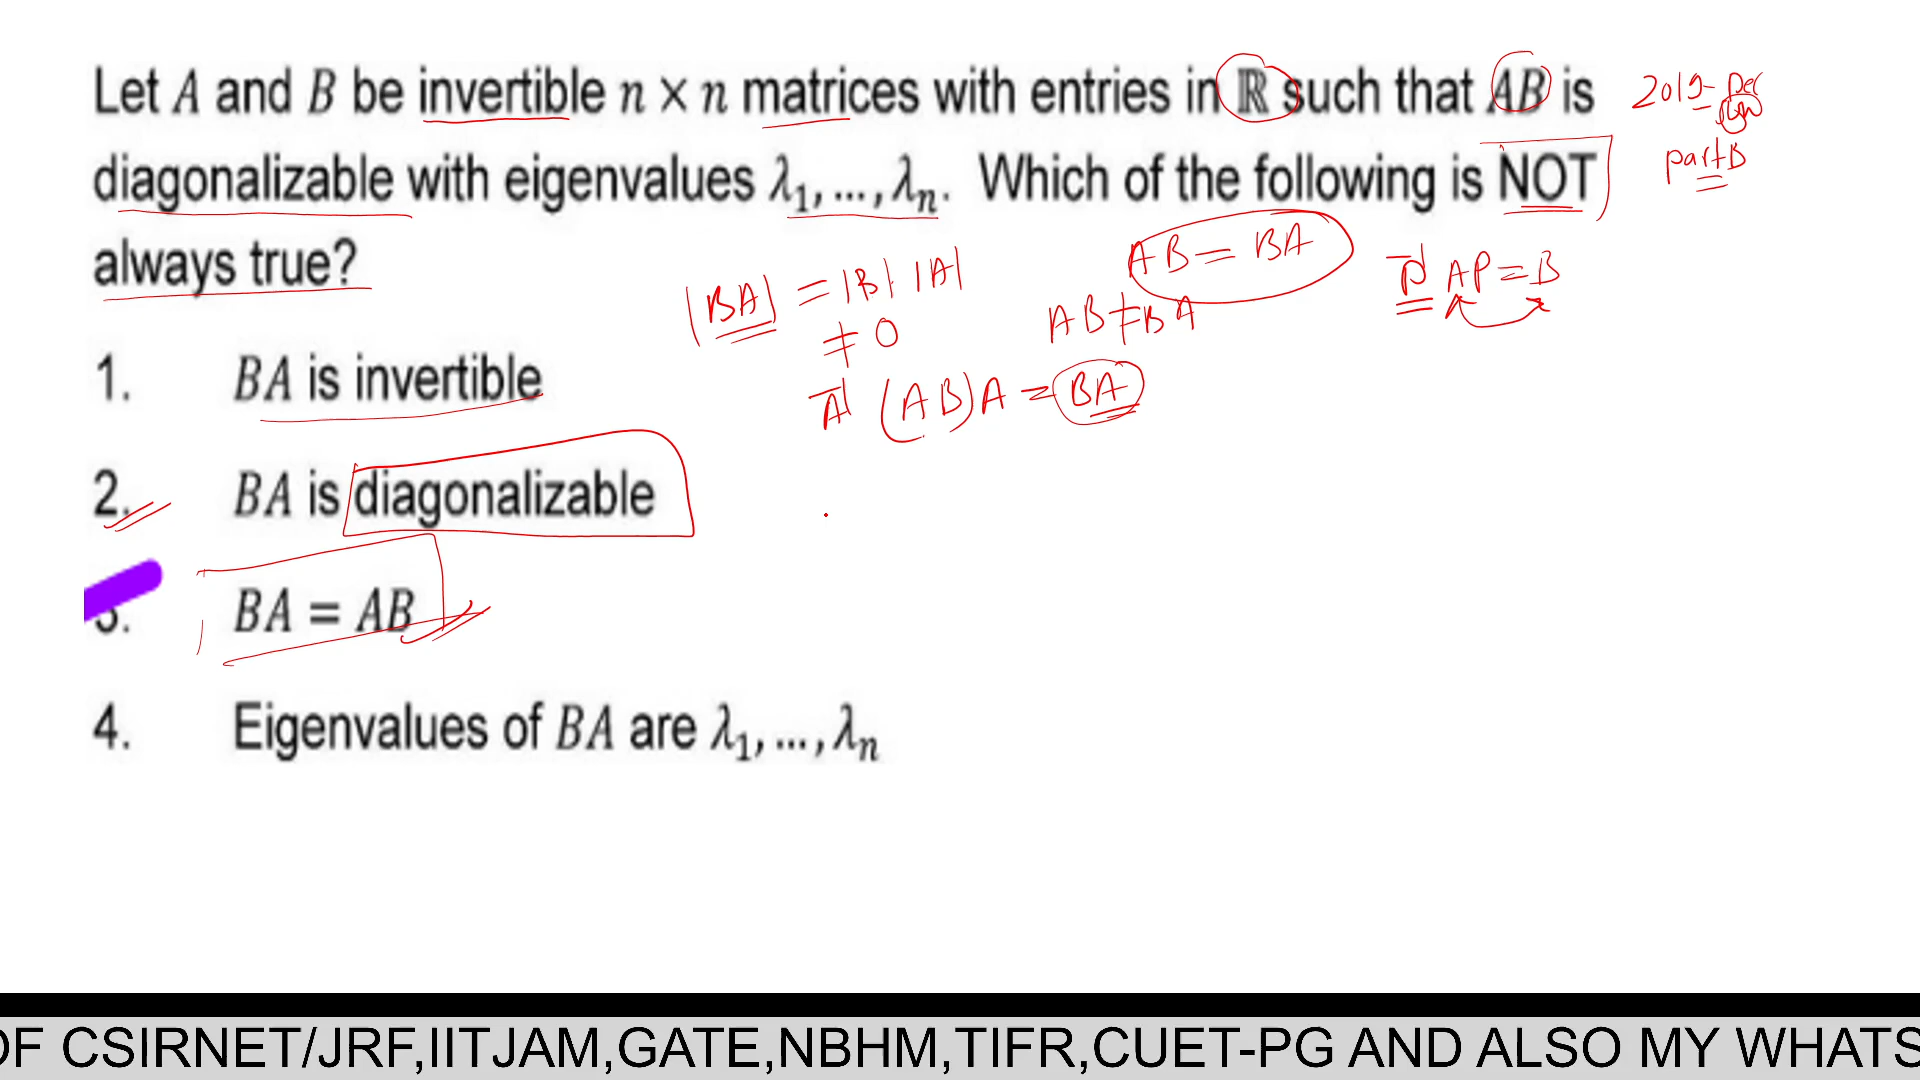 Let A and B be invertible n × n matrices with entries in ℝ such that AB is
diagonalizable with eigenvalues λ₁, ..., λₙ. Which of the following is NOT
always true?
1. BA is invertible
2. BA is diagonalizable
3. BA = AB
4. Eigenvalues of BA are λ₁, ..., λₙ
2019-Dec
part B
|BA| = |B| |A|
≠ 0
AB = BA
AB ≠ BA
P⁻¹ AP = B
A⁻¹ (AB)A = BA
OF CSIRNET/JRF,IITJAM,GATE,NBHM,TIFR,CUET-PG AND ALSO MY WHATS